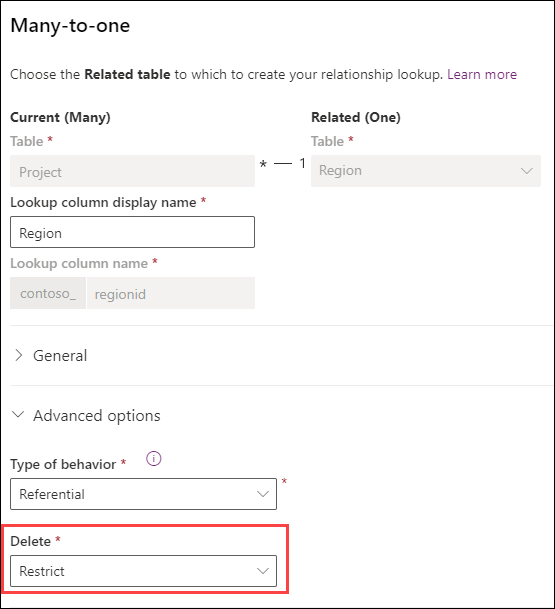 Many-to-one
Choose the Related table to which to create your relationship lookup. Learn more
Current (Many)
Related (One)
Table *
Table *
Project
* — 1
Region
Lookup column display name *
Region
Lookup column name *
contoso_
regionid
General
Advanced options
Type of behavior *
Referential
*
Delete *
Restrict